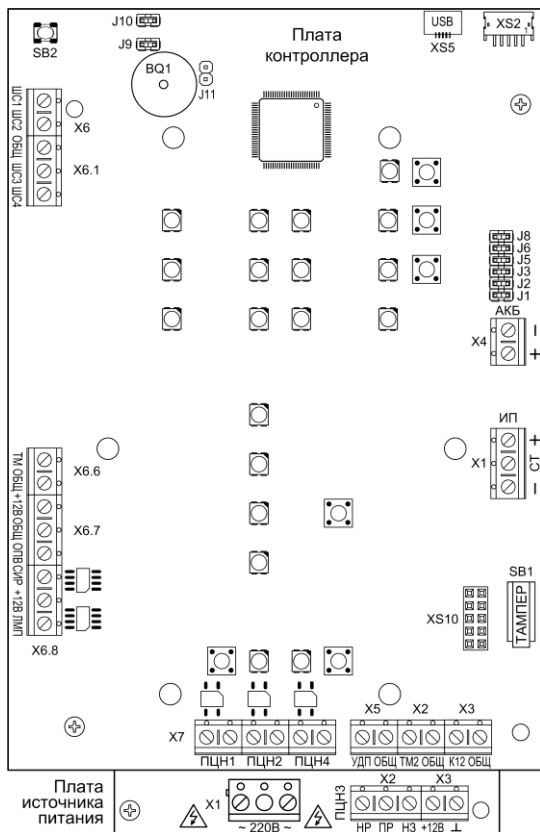 J10
J9
SB2
BQ1
J11
Плата
контроллера
USB
XS5
XS2
1
ШС1 ШС2 ОБЩ ШС3 ШС4
X6
X6.1
J8
J6
J5
J3
J2
J1
АКБ
X4
–
+
ИП
X1
+
СТ
–
ТМ ОБЩ +12В ОБЩ ОПВ СИР +12В ЛМП
X6.6
X6.7
X6.8
SB1
ТАМПЕР
XS10
X7
ПЦН1 ПЦН2 ПЦН4
X5 X2 X3
УДП ОБЩ ТМ2 ОБЩ К12 ОБЩ
Плата
источника
питания
X1
~ 220В ~
ПЦН3
X2 X3
НР ПР НЗ +12В ⊥